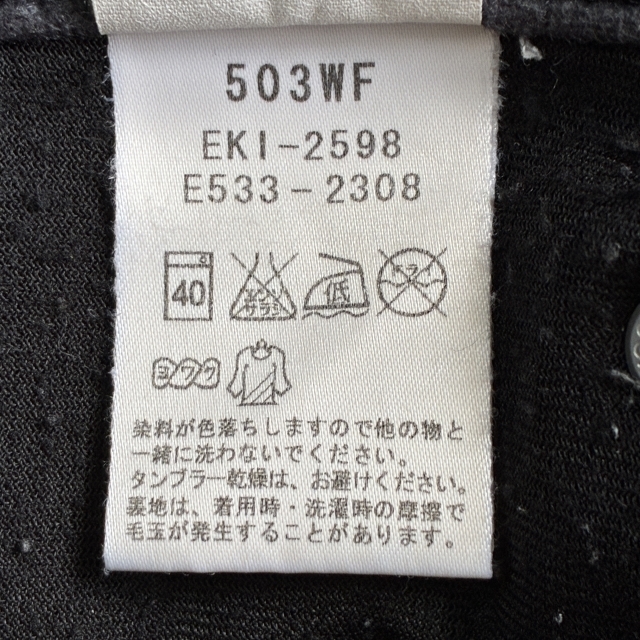 503WF
EKI-2598
E533-2308
40
エンソ
サラシ
低
ドライ
ヨワク
染料が色落ちしますので他の物と
一緒に洗わないでください。
タンブラー乾燥は、お避けください。
裏地は、着用時・洗濯時の摩擦で
毛玉が発生することがあります。